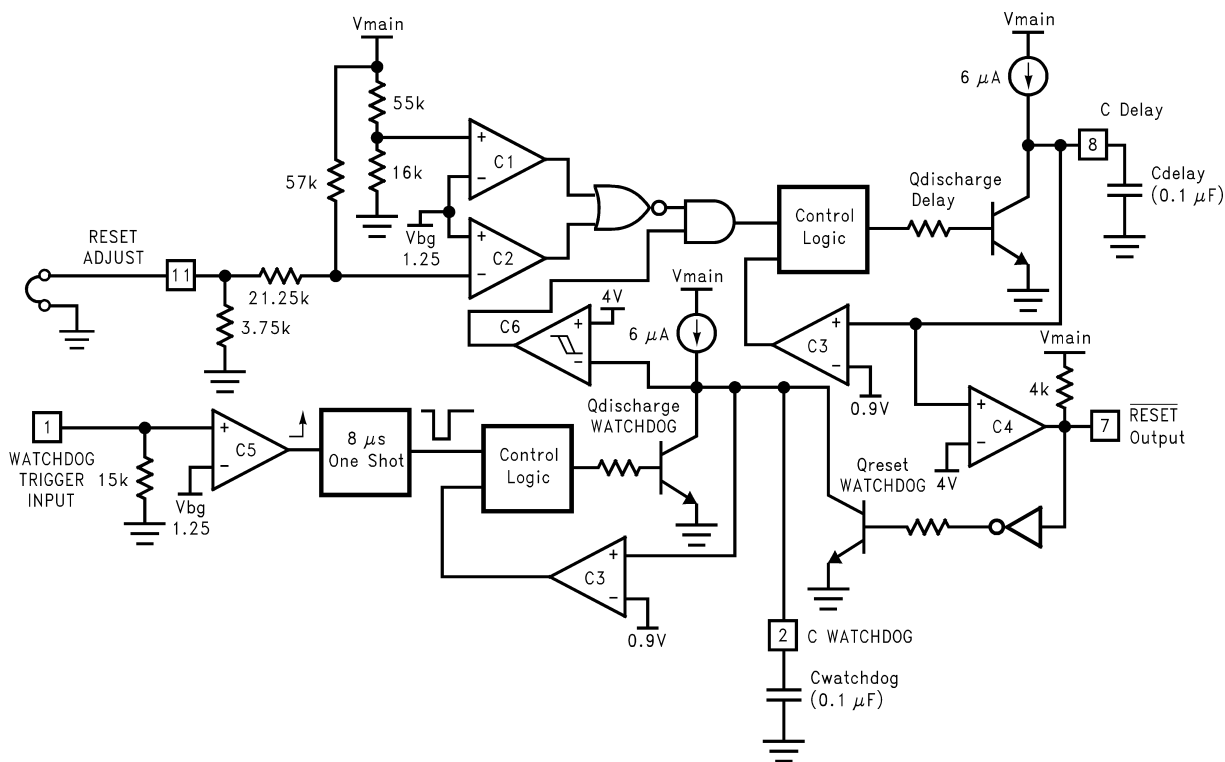 Vmain
55k
16k
57k
+
C1
−
Vbg
1.25
+
C2
−
RESET
ADJUST
11
21.25k
3.75k
Control
Logic
Qdischarge
Delay
Vmain
6 μA
C Delay
8
Cdelay
(0.1 μF)
C6
4V
+
−
Vmain
6 μA
C3
+
−
0.9V
Vmain
4k
+
C4
−
4V
7
RESET
Output
1
WATCHDOG
TRIGGER
INPUT
15k
+
C5
−
Vbg
1.25
8 μs
One Shot
Control
Logic
Qdischarge
WATCHDOG
Qreset
WATCHDOG
C3
+
−
0.9V
2
C WATCHDOG
Cwatchdog
(0.1 μF)